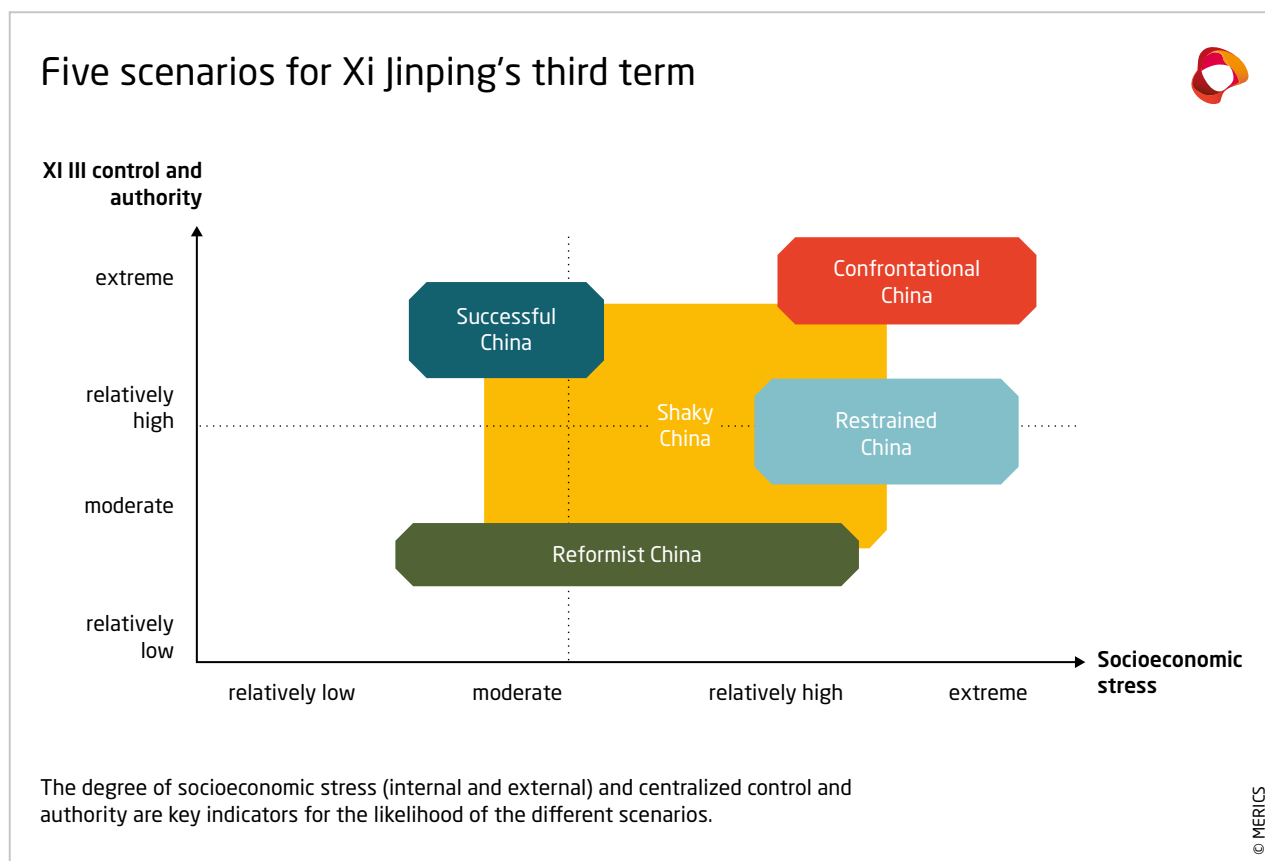 Five scenarios for Xi Jinping's third term
XI III control and
authority
extreme
relatively
high
moderate
relatively
low
Successful
China
Confrontational
China
Shaky
China
Restrained
China
Reformist China
relatively low
moderate
relatively high
extreme
Socioeconomic
stress
The degree of socioeconomic stress (internal and external) and centralized control and
authority are key indicators for the likelihood of the different scenarios.
© MERICS